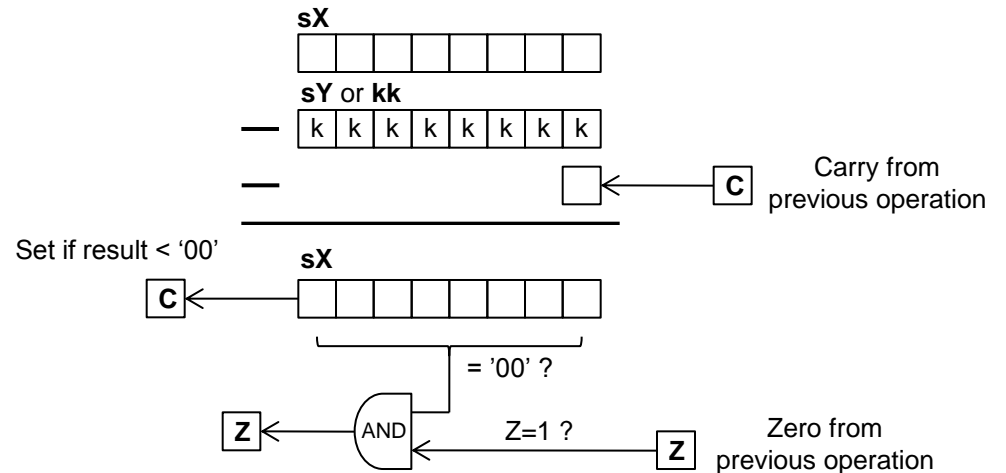 sX
sY or kk
k k k k k k k k
C
Carry from
previous operation
Set if result < ‘00’
sX
C
= ’00’ ?
Z
AND
Z=1 ?
Z
Zero from
previous operation